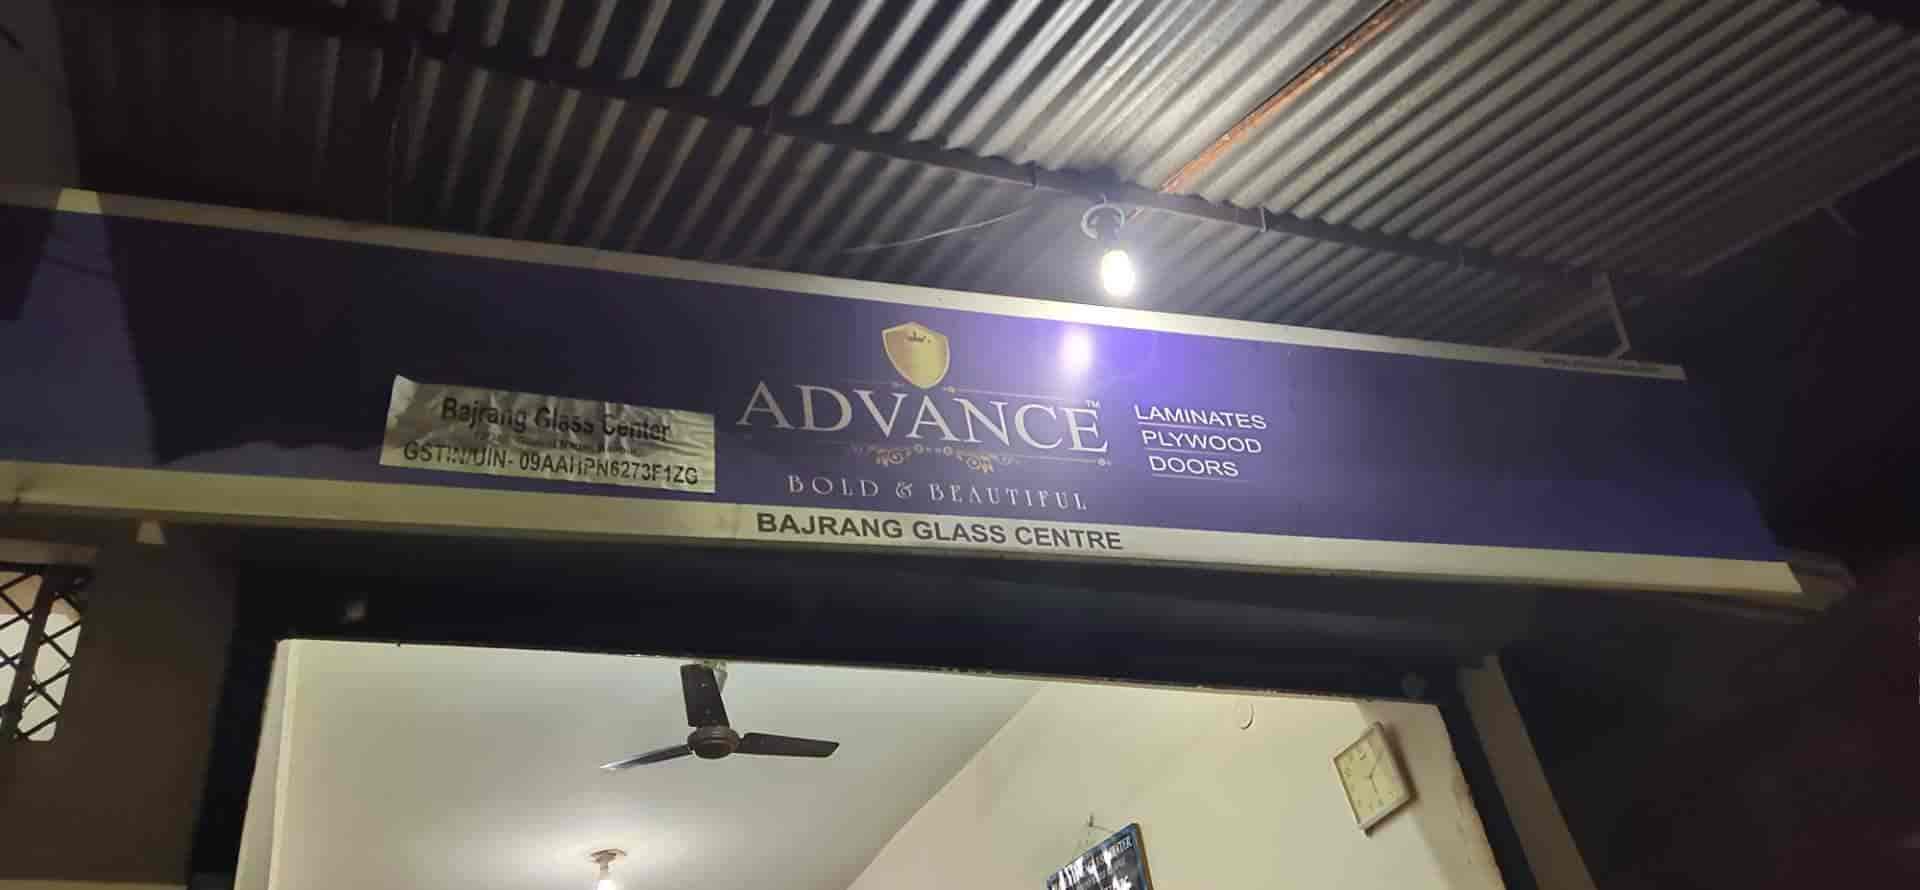 Bajrang Glass Center
GSTIN/UIN- 09AAHPN6273F1ZG
ADVANCE™
BOLD & BEAUTIFUL
LAMINATES
PLYWOOD
DOORS
BAJRANG GLASS CENTRE